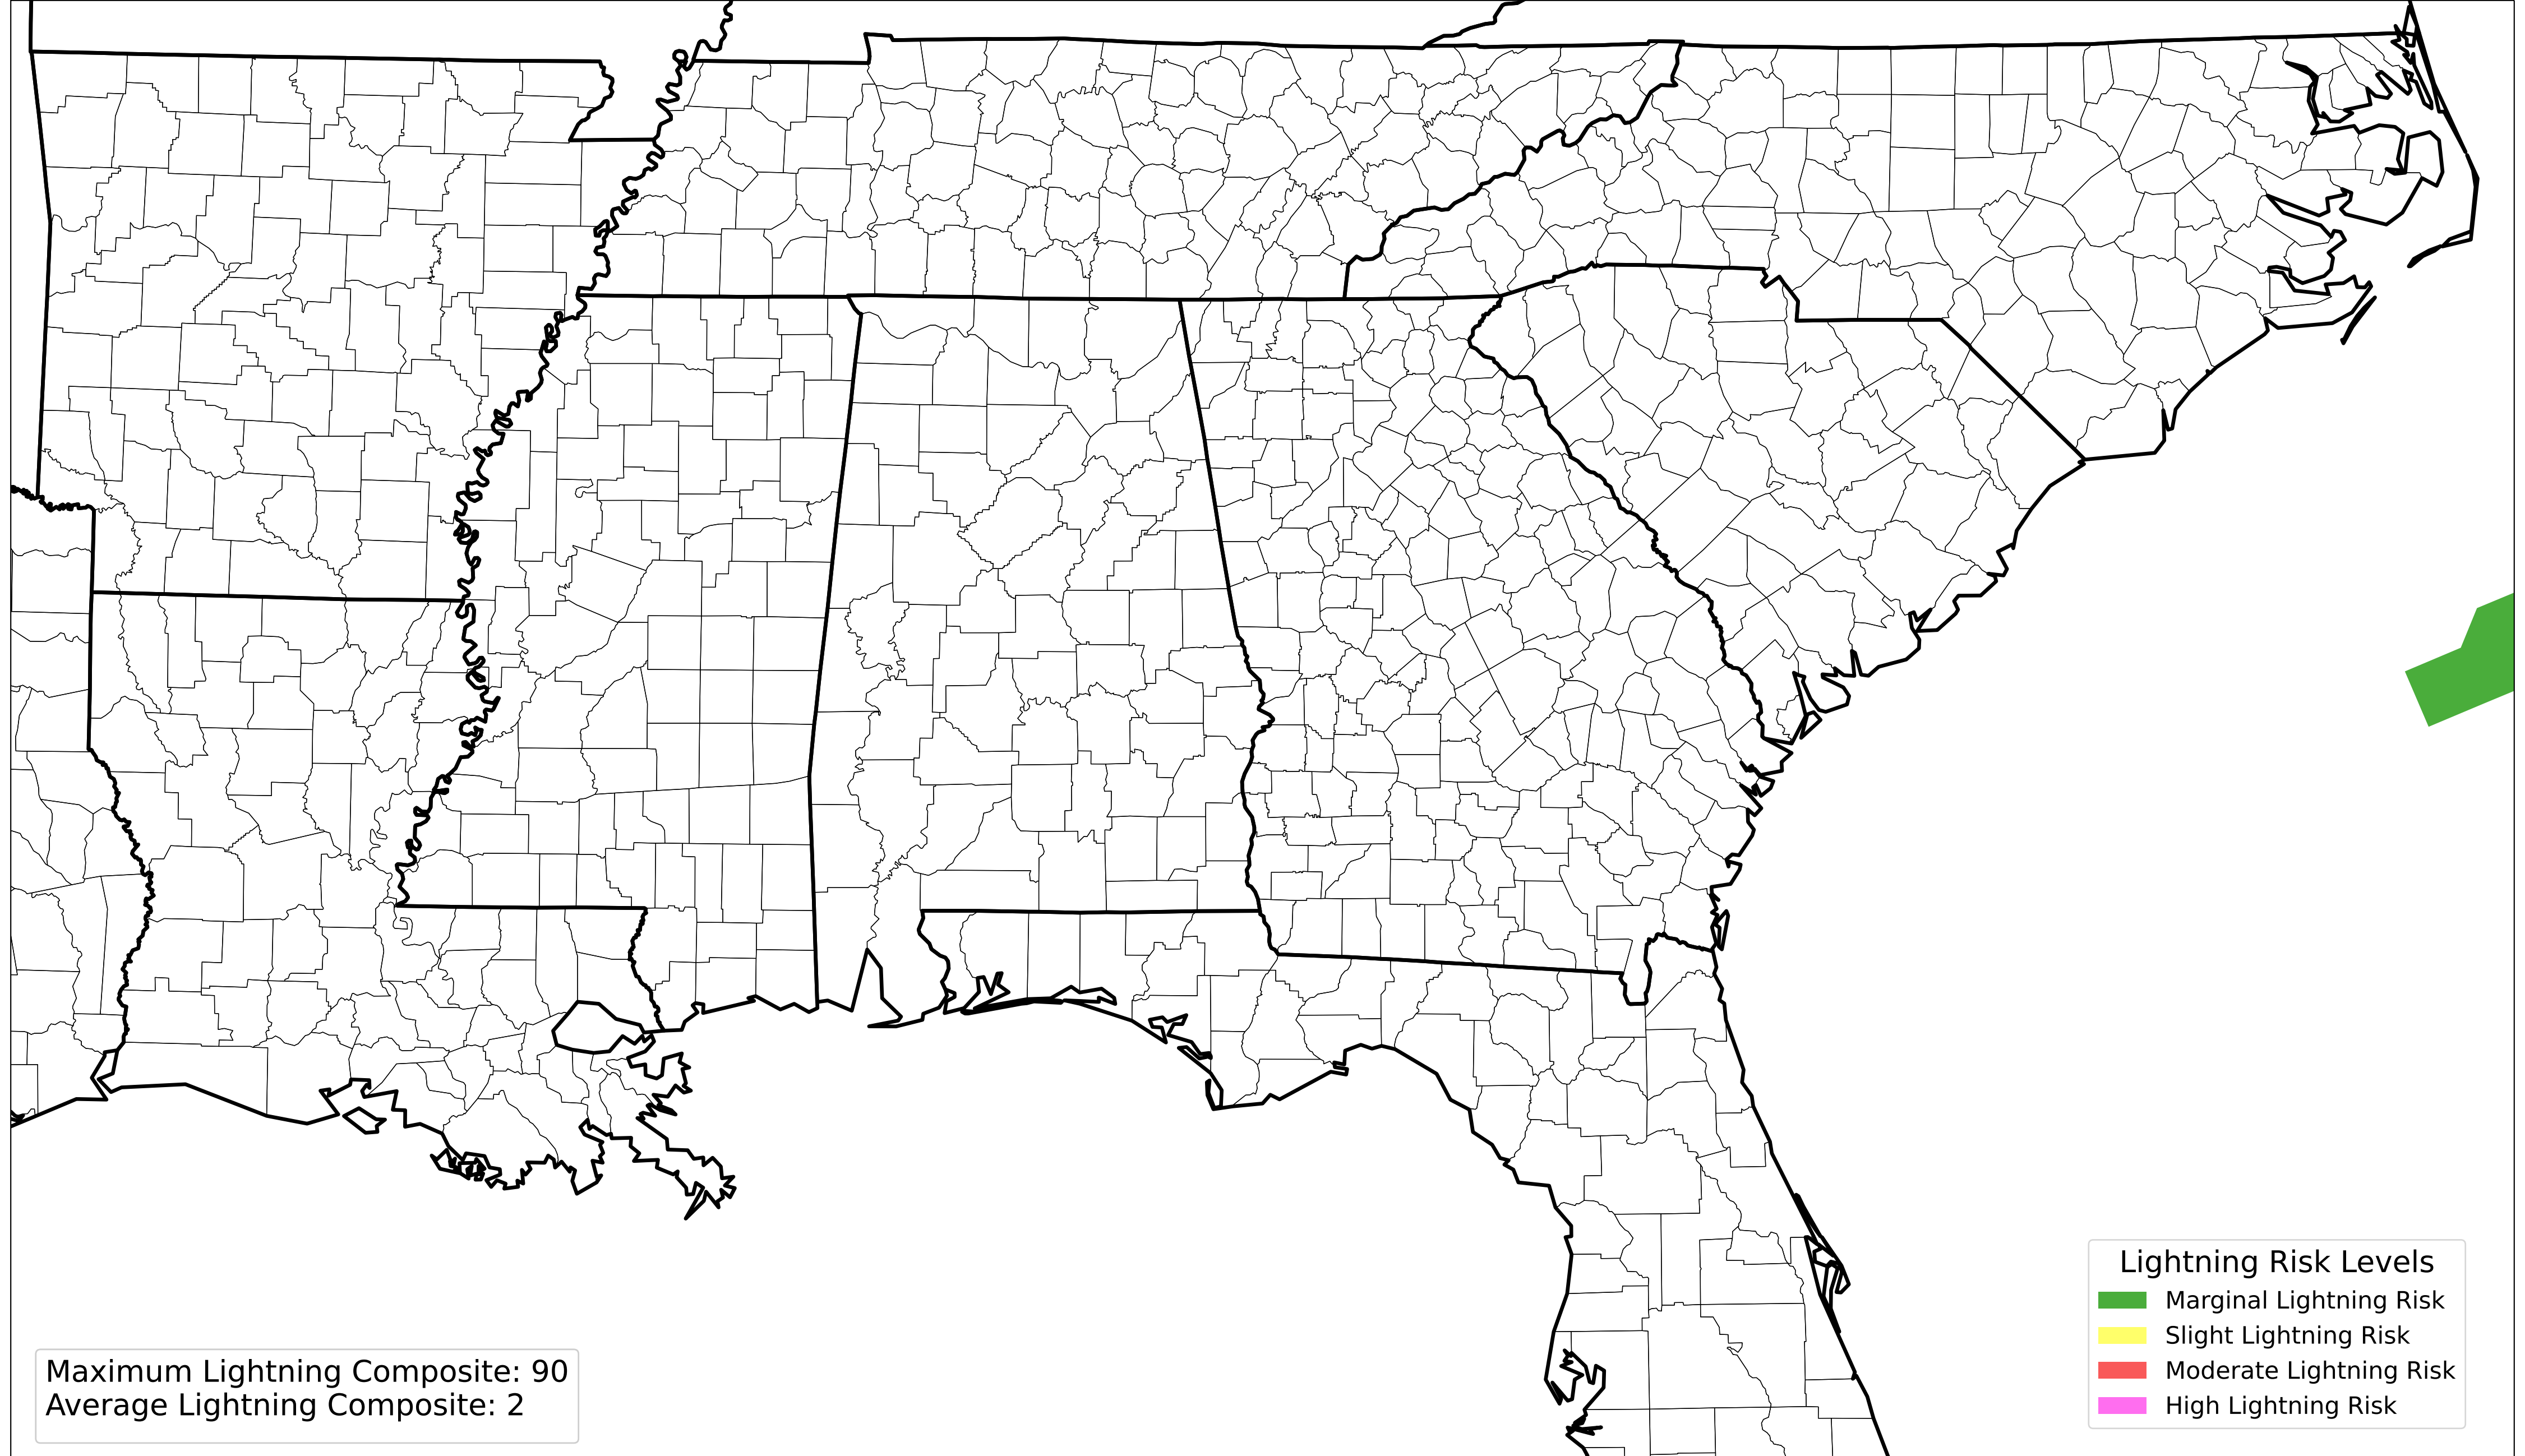 Lightning Risk Levels
Marginal Lightning Risk
Slight Lightning Risk
Moderate Lightning Risk
High Lightning Risk
Maximum Lightning Composite: 90
Average Lightning Composite: 2